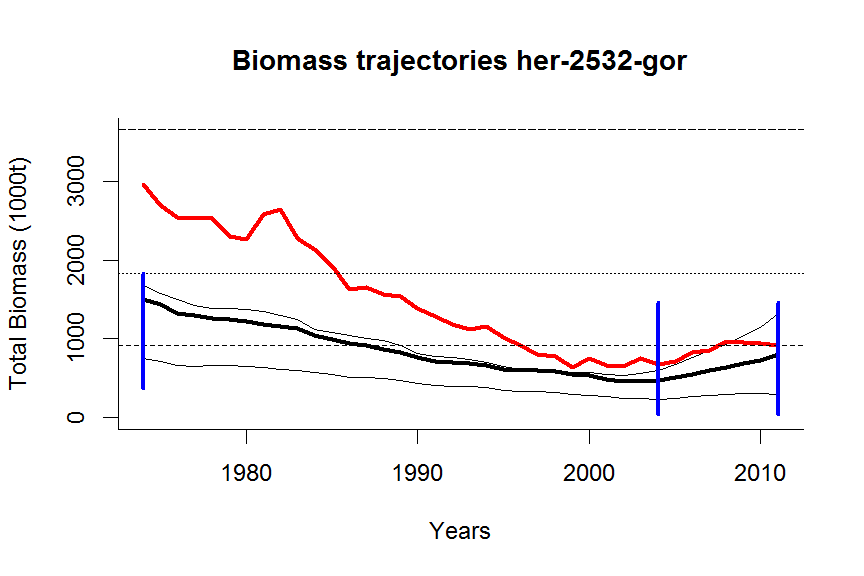 Biomass trajectories her-2532-gor
Total Biomass (1000t)
3000
2000
1000
0
1980 1990 2000 2010
Years